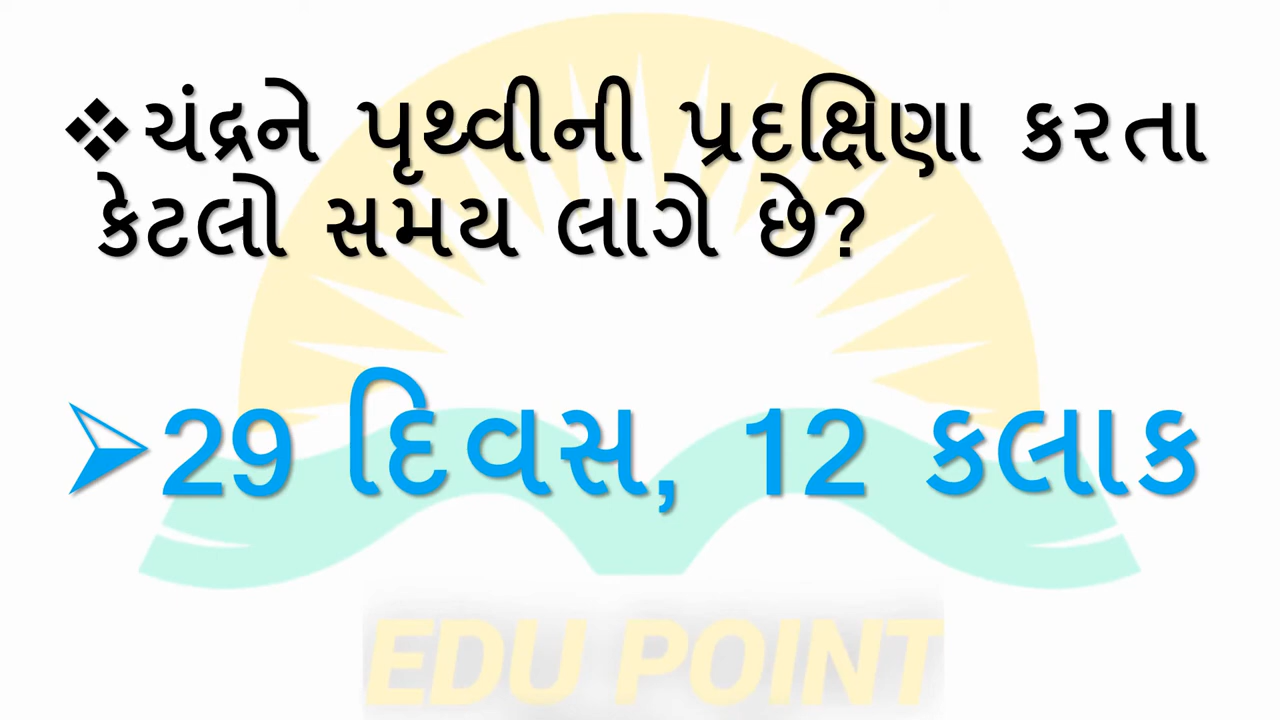 ❖ચંદ્રને પૃથ્વીની પ્રદક્ષિણા કરતા
કેટલો સમય લાગે છે?
➢29 દિવસ, 12 કલાક
EDU POINT